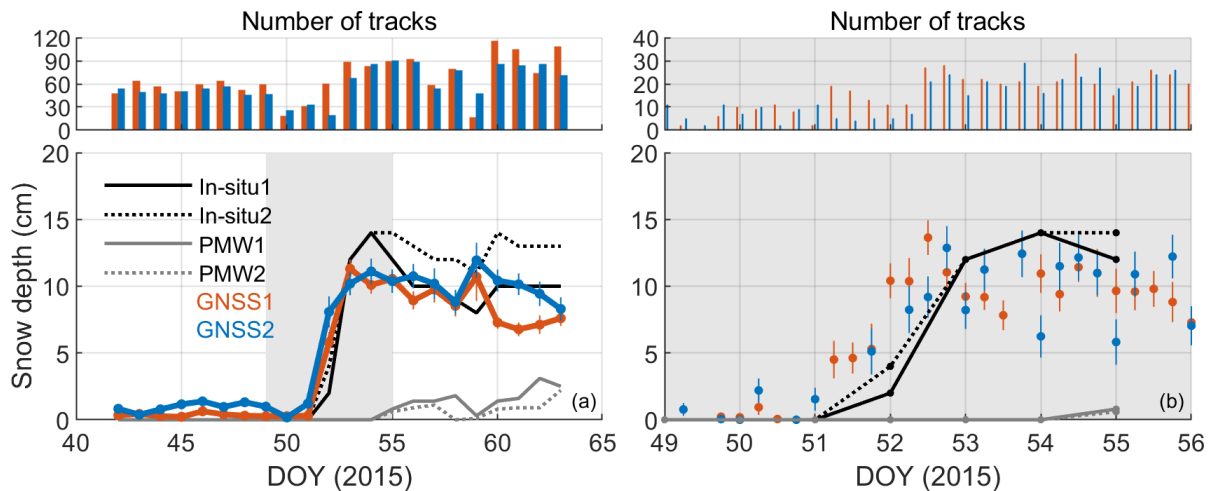 Number of tracks
120
90
60
30
0
Number of tracks
40
30
20
10
0
Snow depth (cm)
20
15
10
5
0
In-situ1
In-situ2
PMW1
PMW2
GNSS1
GNSS2
(a)
40 45 50 55 60 65
DOY (2015)
20
15
10
5
0
(b)
49 50 51 52 53 54 55 56
DOY (2015)